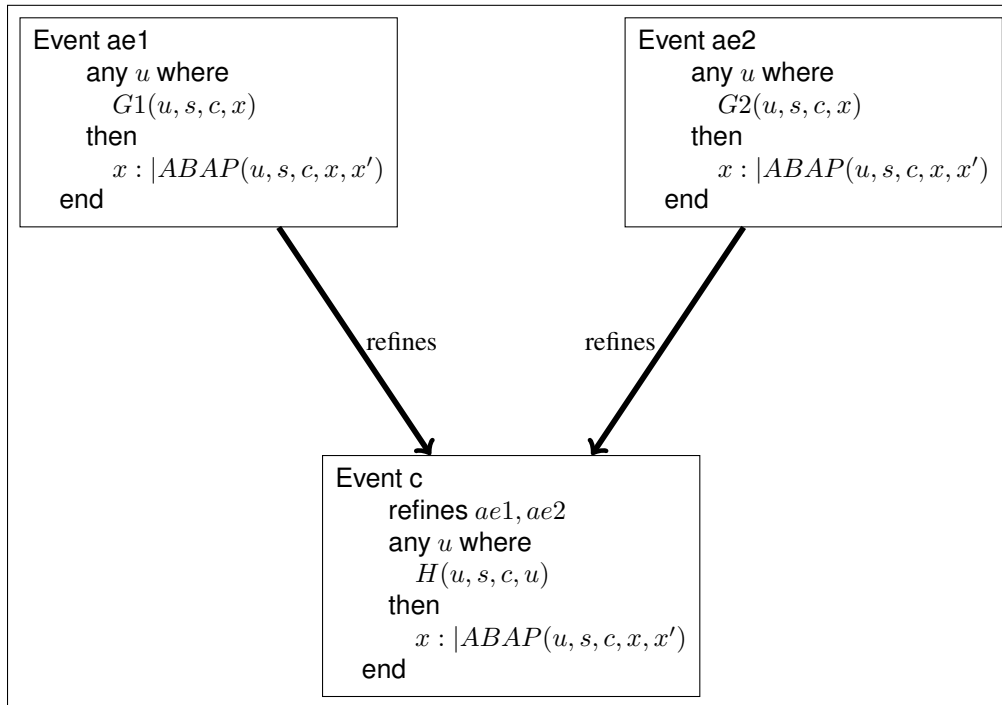 Event ae1
any u where
G1(u, s, c, x)
then
x : |ABAP(u, s, c, x, x′)
end
Event ae2
any u where
G2(u, s, c, x)
then
x : |ABAP(u, s, c, x, x′)
end
refines
refines
Event c
refines ae1, ae2
any u where
H(u, s, c, u)
then
x : |ABAP(u, s, c, x, x′)
end